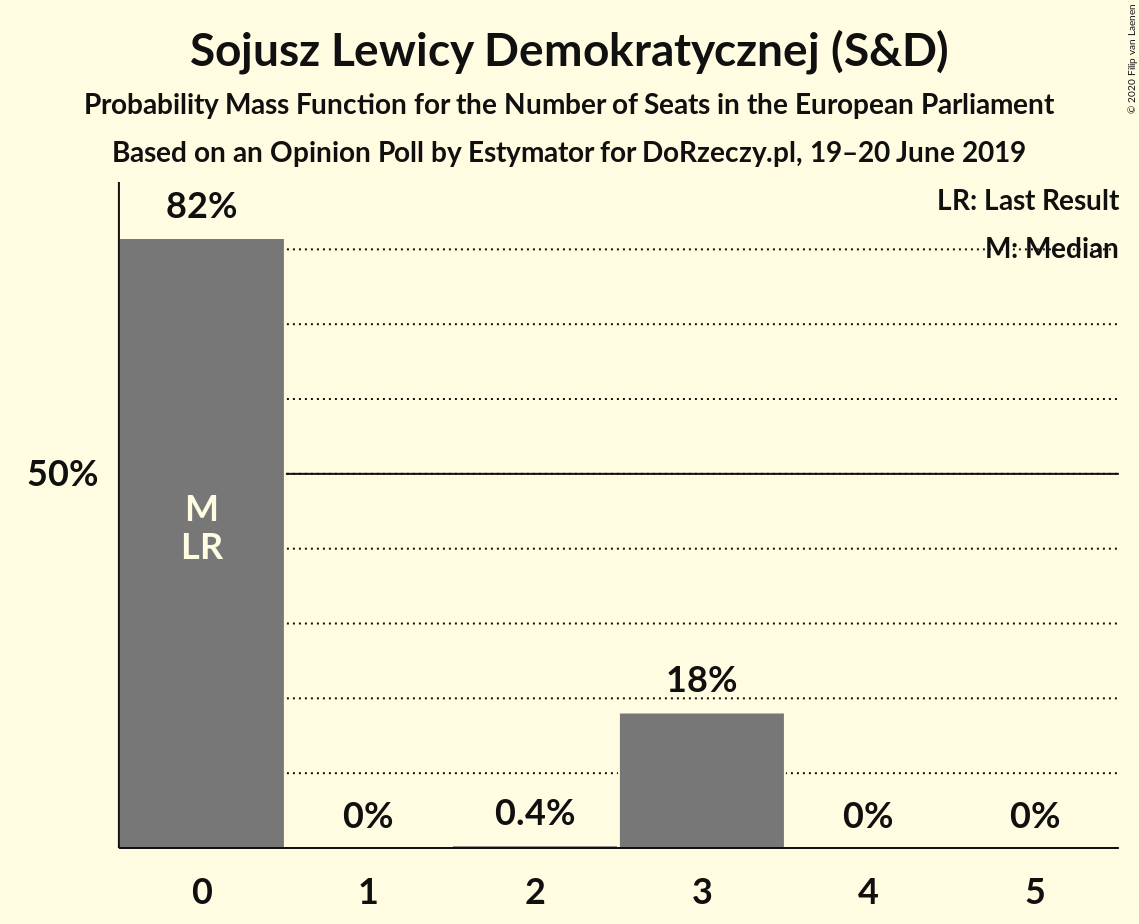 Sojusz Lewicy Demokratycznej (S&D)
Probability Mass Function for the Number of Seats in the European Parliament
Based on an Opinion Poll by Estymator for DoRzeczy.pl, 19–20 June 2019
© 2020 Filip van Laenen
LR: Last Result
M: Median
82%
50%
M
LR
18%
0%
0.4%
0%
0%
0
1
2
3
4
5